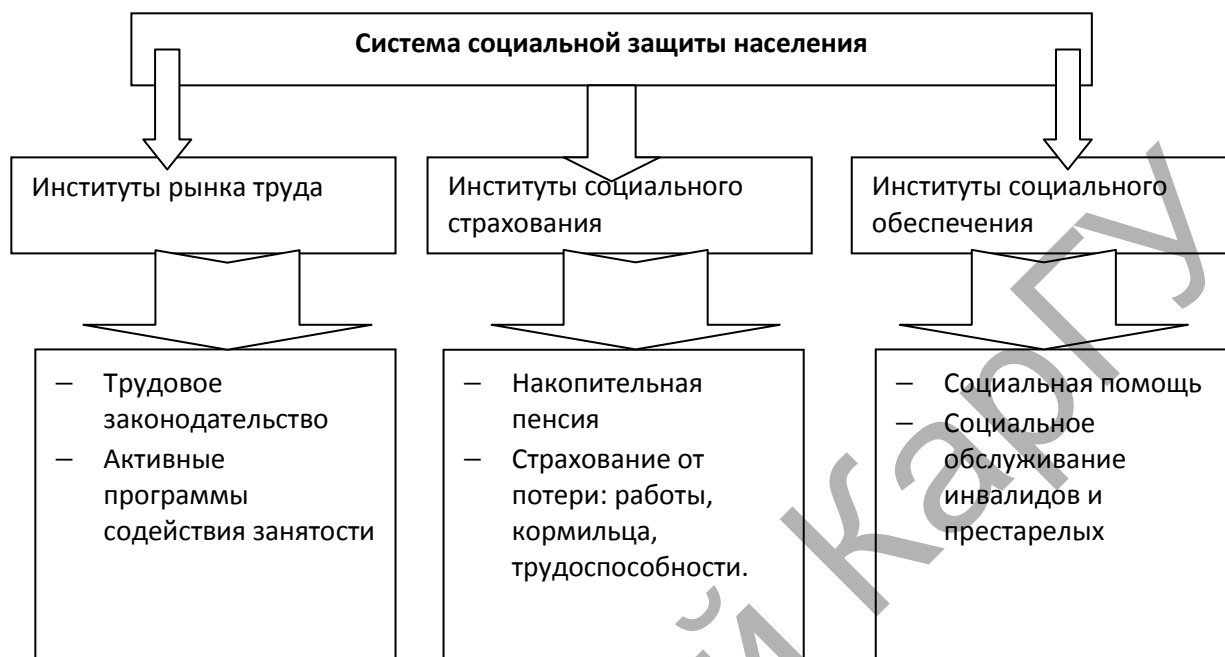 Система социальной защиты населения
Институты рынка труда
Институты социального
страхования
Институты социального
обеспечения
– Трудовое
законодательство
– Активные
программы
содействия занятости
– Накопительная
пенсия
– Страхование от
потери: работы,
кормильца,
трудоспособности.
– Социальная помощь
– Социальное
обслуживание
инвалидов и
престарелых
й КарГУ